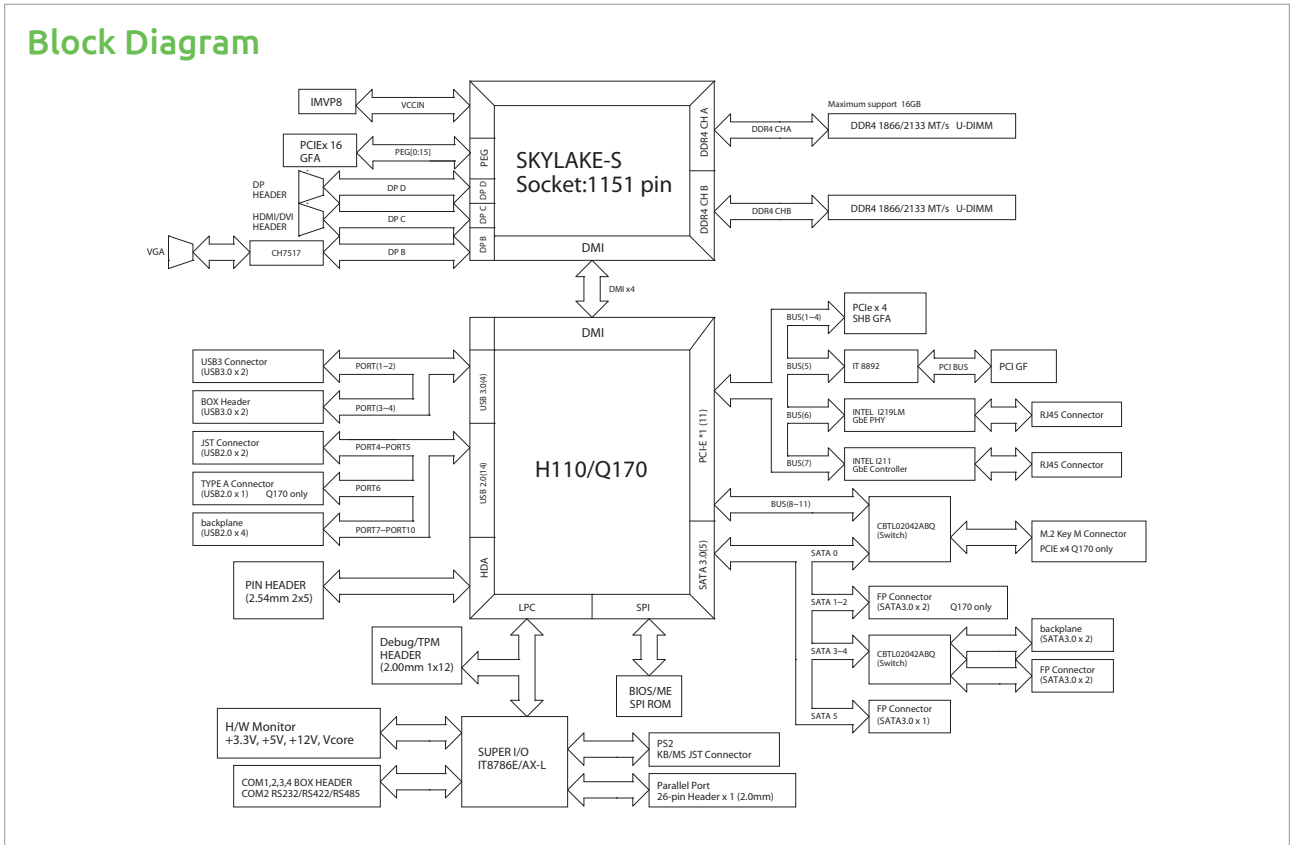 Block Diagram
IMVP8
VCCIN
PCIEx 16
GFA
PEG[0:15]
PEG
DP
HEADER
DP D
DP D
HDMI/DVI
HEADER
DP C
DP C
VGA
CH7517
DP B
DP B
SKYLAKE-S
Socket:1151 pin
DDR4 CH A
DDR4 CH B
DMI
Maximum support 16GB
DDR4 CHA
DDR4 1866/2133 MT/s U-DIMM
DDR4 CHB
DDR4 1866/2133 MT/s U-DIMM
DMI x4
DMI
H110/Q170
USB 3.0(4)
USB 2.0(14)
HDA
LPC
SPI
PCI-E *1 (11)
SATA 3.0(5)
USB3 Connector
(USB3.0 x 2)
PORT(1~2)
BOX Header
(USB3.0 x 2)
PORT(3~4)
JST Connector
(USB2.0 x 2)
PORT4~PORT5
TYPE A Connector
(USB2.0 x 1) Q170 only
PORT6
backplane
(USB2.0 x 4)
PORT7~PORT10
PIN HEADER
(2.54mm 2x5)
BUS(1~4)
PCIe x 4
SHB GFA
BUS(5)
IT 8892
PCI BUS
PCI GF
BUS(6)
INTEL I219LM
GbE PHY
RJ45 Connector
BUS(7)
INTEL I211
GbE Controller
RJ45 Connector
BUS(8~11)
CBTL02042ABQ
(Switch)
M.2 Key M Connector
PCIE x4 Q170 only
SATA 0
SATA 1~2
FP Connector
(SATA3.0 x 2) Q170 only
SATA 3~4
CBTL02042ABQ
(Switch)
backplane
(SATA3.0 x 2)
FP Connector
(SATA3.0 x 2)
SATA 5
FP Connector
(SATA3.0 x 1)
Debug/TPM
HEADER
(2.00mm 1x12)
BIOS/ME
SPI ROM
H/W Monitor
+3.3V, +5V, +12V, Vcore
COM1,2,3,4 BOX HEADER
COM2 RS232/RS422/RS485
SUPER I/O
IT8786E/AX-L
PS2
KB/MS JST Connector
Parallel Port
26-pin Header x 1 (2.0mm)